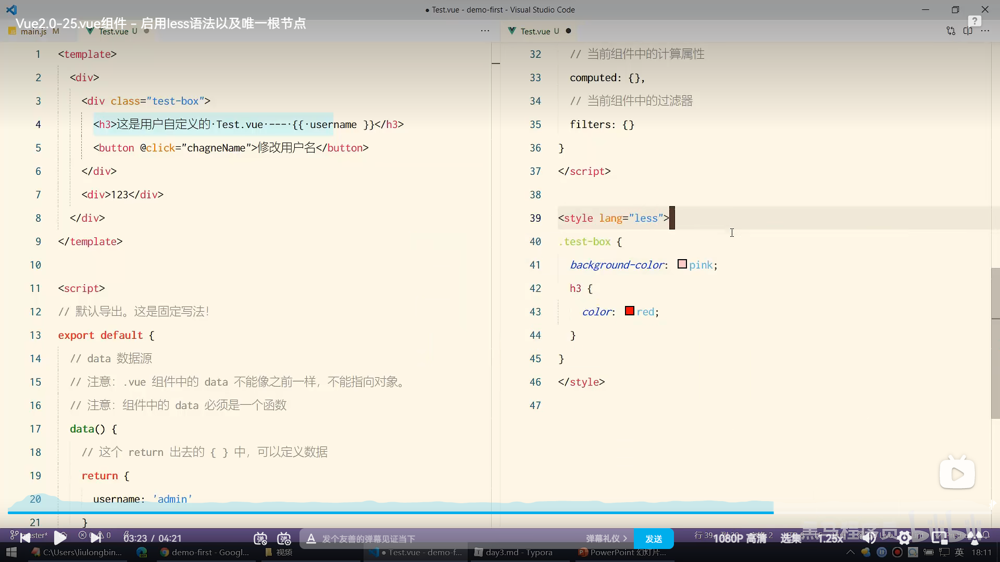 ● Test.vue - demo-first - Visual Studio Code
Vue2.0-25.vue组件 - 启用less语法以及唯一根节点
main.js M
Test.vue U ●
Test.vue U ●
1 <template>
2 <div>
3 <div class="test-box">
4 <h3>这是用户自定义的·Test.vue·---·{{·username }}</h3>
5 <button @click="chagneName">修改用户名</button>
6 </div>
7 <div>123</div>
8 </div>
9 </template>
10
11 <script>
12 // 默认导出。这是固定写法!
13 export default {
14 // data 数据源
15 // 注意: .vue 组件中的 data 不能像之前一样, 不能指向对象。
16 // 注意: 组件中的 data 必须是一个函数
17 data() {
18 // 这个 return 出去的 { } 中, 可以定义数据
19 return {
20 username: 'admin'
21 }
32 // 当前组件中的计算属性
33 computed: {},
34 // 当前组件中的过滤器
35 filters: {}
36 }
37 </script>
38
39 <style lang="less">
40 .test-box {
41 background-color: pink;
42 h3 {
43 color: red;
44 }
45 }
46 </style>
47
03:23 / 04:21
弹
弹
发个友善的弹幕见证当下
弹幕礼仪 >
发送
1080P 高清
选集
1.25x
C:\Users\liulongbin...
demo-first - Googl...
视频
● Test.vue - demo-f...
day3.md - Typora
PowerPoint 幻灯片...
英
18:11